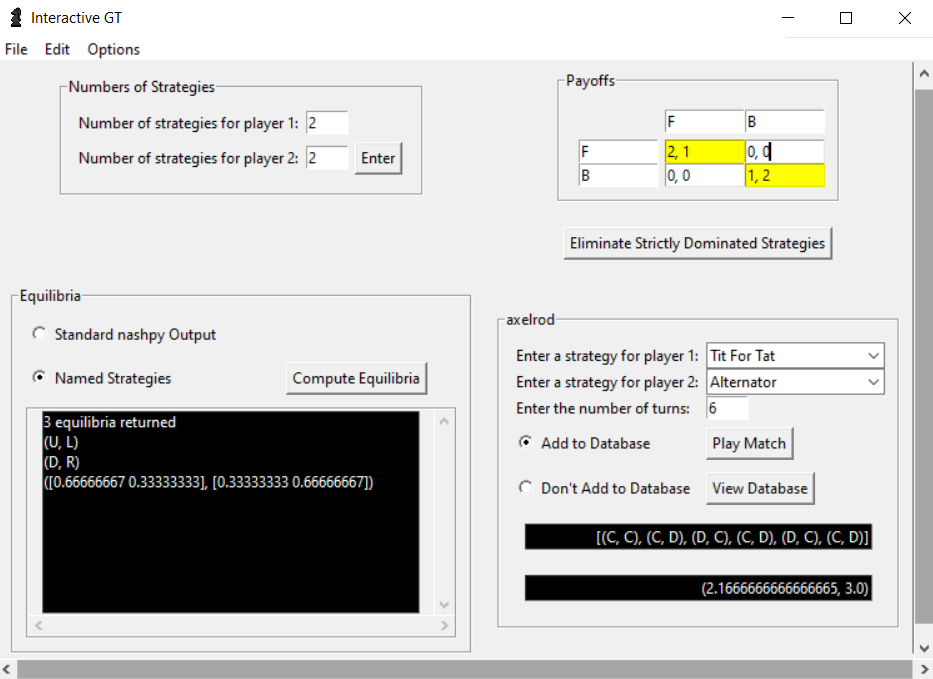 Interactive GT
File Edit Options
Numbers of Strategies
Number of strategies for player 1: 2
Number of strategies for player 2: 2 Enter
Payoffs
F B
F 2, 1 0, 0
B 0, 0 1, 2
Eliminate Strictly Dominated Strategies
Equilibria
Standard nashpy Output
Named Strategies Compute Equilibria
3 equilibria returned
(U, L)
(D, R)
([0.66666667 0.33333333], [0.33333333 0.66666667])
axelrod
Enter a strategy for player 1: Tit For Tat
Enter a strategy for player 2: Alternator
Enter the number of turns: 6
Add to Database Play Match
Don't Add to Database View Database
[(C, C), (C, D), (D, C), (C, D), (D, C), (C, D)]
(2.1666666666666665, 3.0)